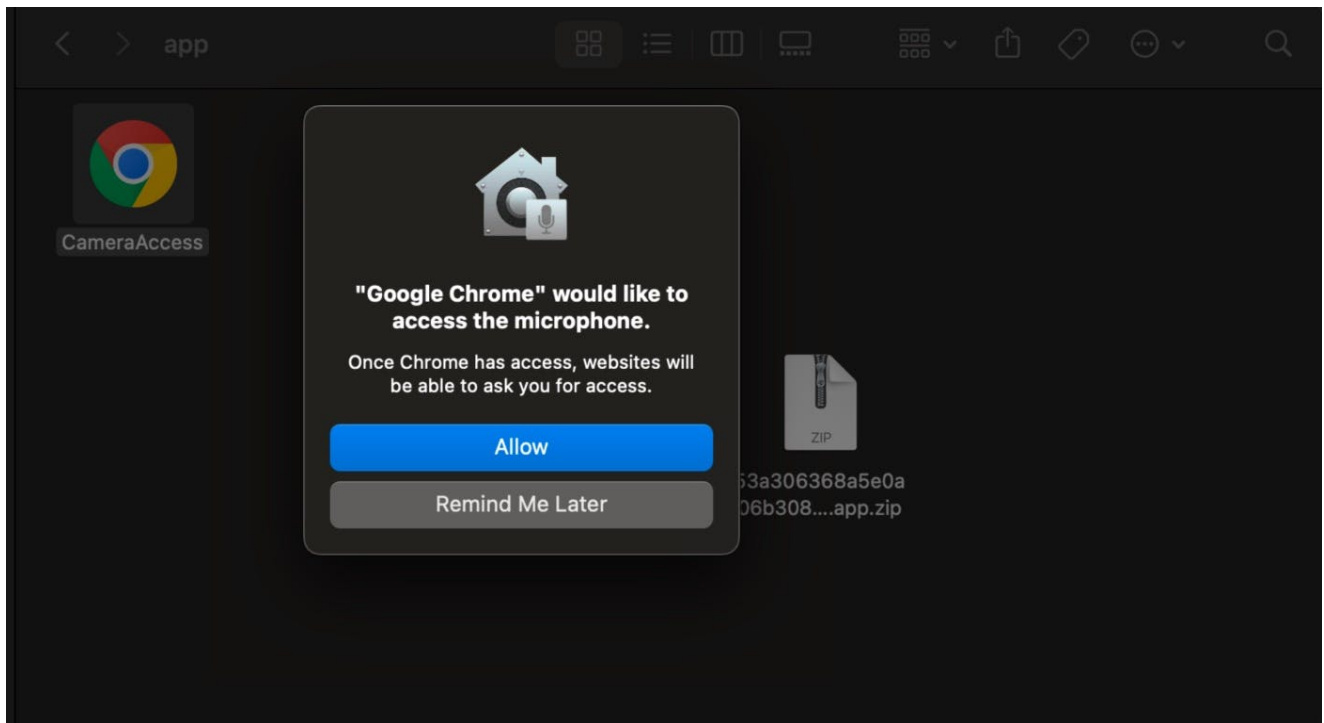 app
CameraAccess
"Google Chrome" would like to
access the microphone.
Once Chrome has access, websites will
be able to ask you for access.
Allow
Remind Me Later
ZIP
53a306368a5e0a
06b308....app.zip